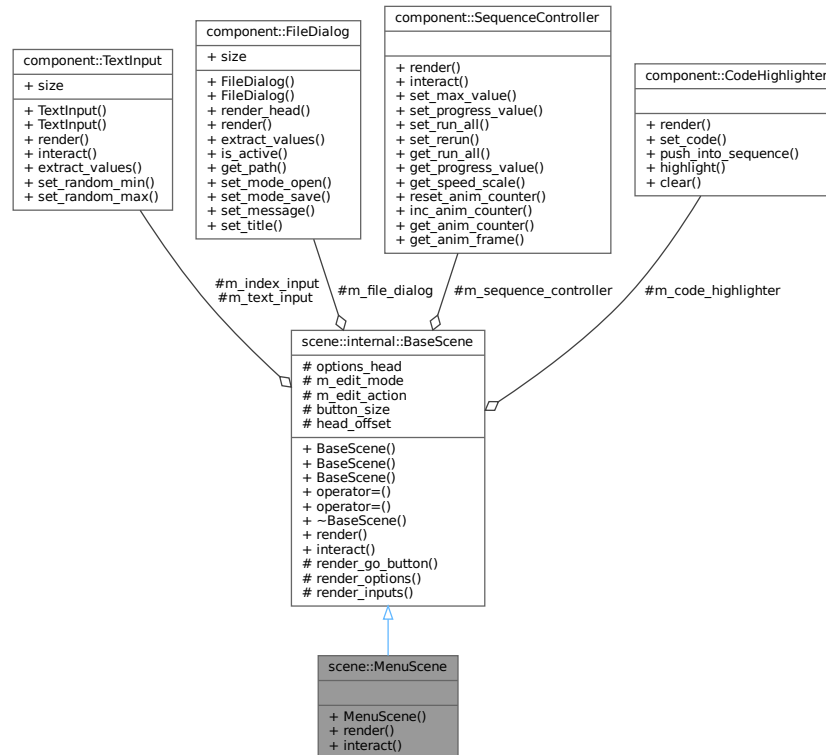 component::TextInput
+ size
+ TextInput()
+ TextInput()
+ render()
+ interact()
+ extract_values()
+ set_random_min()
+ set_random_max()
component::FileDialog
+ size
+ FileDialog()
+ FileDialog()
+ render_head()
+ render()
+ extract_values()
+ is_active()
+ get_path()
+ set_mode_open()
+ set_mode_save()
+ set_message()
+ set_title()
component::SequenceController
+ render()
+ interact()
+ set_max_value()
+ set_progress_value()
+ set_run_all()
+ set_rerun()
+ get_run_all()
+ get_progress_value()
+ get_speed_scale()
+ reset_anim_counter()
+ inc_anim_counter()
+ get_anim_counter()
+ get_anim_frame()
component::CodeHighlighter
+ render()
+ set_code()
+ push_into_sequence()
+ highlight()
+ clear()
#m_index_input
#m_text_input
#m_file_dialog
#m_sequence_controller
#m_code_highlighter
scene::internal::BaseScene
# options_head
# m_edit_mode
# m_edit_action
# button_size
# head_offset
+ BaseScene()
+ BaseScene()
+ BaseScene()
+ operator=()
+ operator=()
+ ~BaseScene()
+ render()
+ interact()
# render_go_button()
# render_options()
# render_inputs()
scene::MenuScene
+ MenuScene()
+ render()
+ interact()